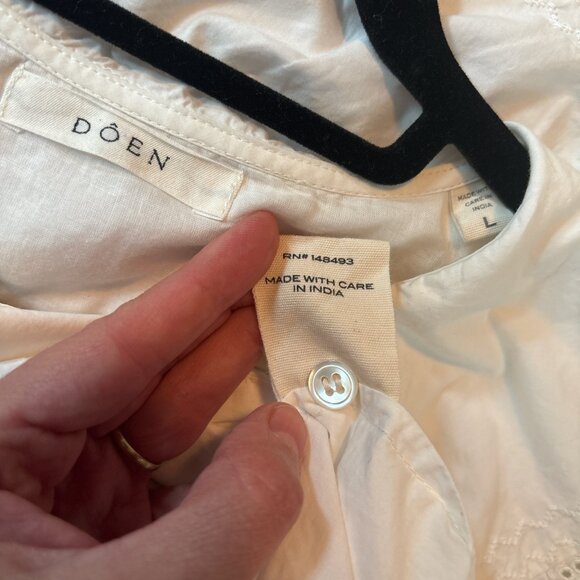 DÔEN
MADE WITH
CARE IN
INDIA
L
RN# 148493
MADE WITH CARE
IN INDIA